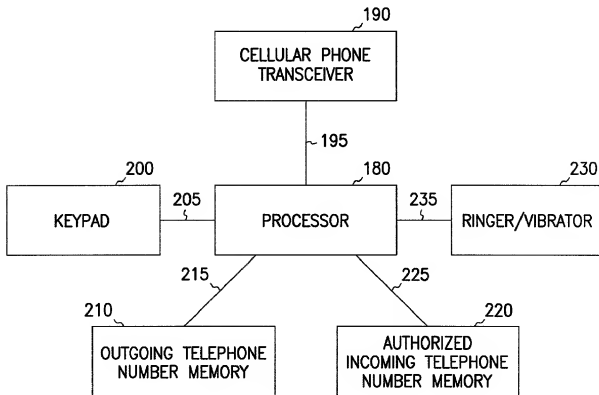 190
CELLULAR PHONE
TRANSCEIVER
195
200
180
230
KEYPAD
205
PROCESSOR
235
RINGER/VIBRATOR
215
225
210
220
OUTGOING TELEPHONE
NUMBER MEMORY
AUTHORIZED
INCOMING TELEPHONE
NUMBER MEMORY